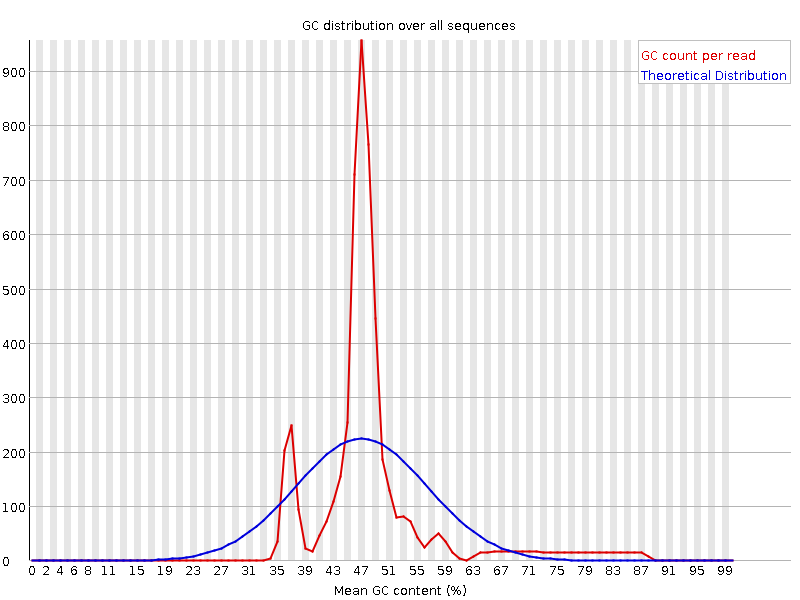 GC distribution over all sequences
GC count per read
Theoretical Distribution
900
800
700
600
500
400
300
200
100
0
0 2 4 6 8 11 15 19 23 27 31 35 39 43 47 51 55 59 63 67 71 75 79 83 87 91 95 99
Mean GC content (%)